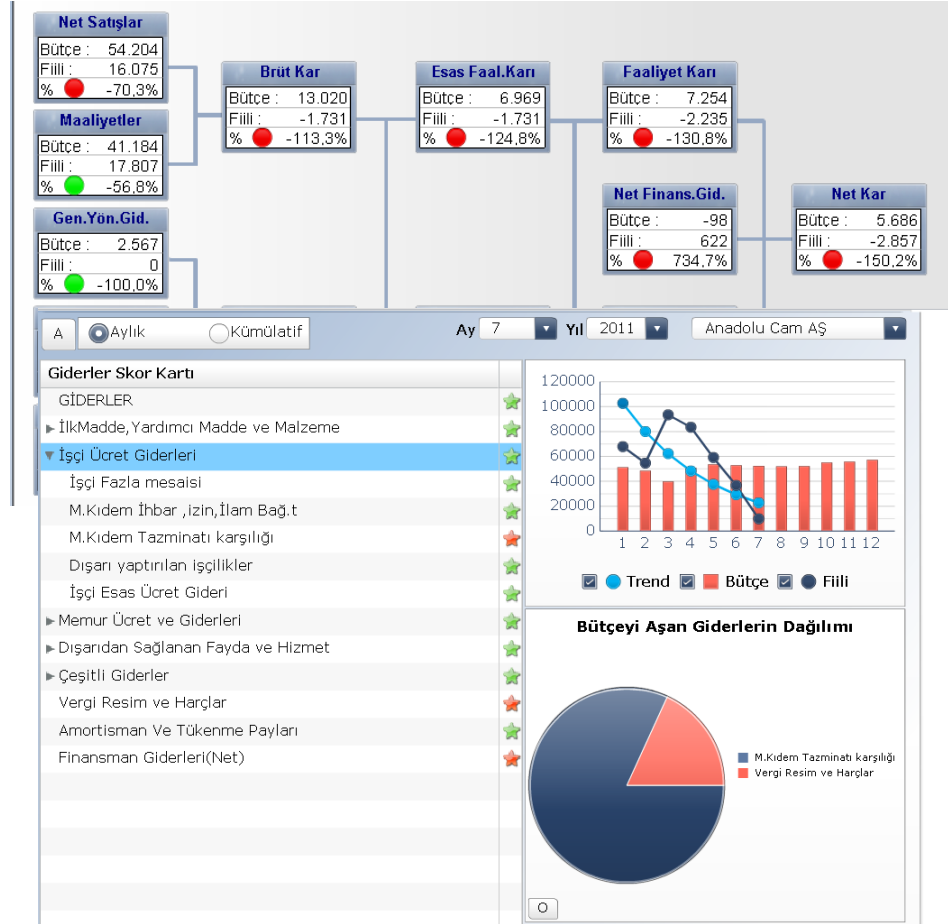 Net Satışlar
Bütçe : 54.204
Fiili : 16.075
% -70,3%
Maaliyetler
Bütçe : 41.184
Fiili : 17.807
% -56,8%
Gen.Yön.Gid.
Bütçe : 2.567
Fiili : 0
% -100,0%
Brüt Kar
Bütçe : 13.020
Fiili : -1.731
% -113,3%
Esas Faal.Karı
Bütçe : 6.969
Fiili : -1.731
% -124,8%
Faaliyet Karı
Bütçe : 7.254
Fiili : -2.235
% -130,8%
Net Finans.Gid.
Bütçe : -98
Fiili : 622
% 734,7%
Net Kar
Bütçe : 5.686
Fiili : -2.857
% -150,2%
A Aylık Kümülatif Ay 7 Yıl 2011 Anadolu Cam AŞ
Giderler Skor Kartı
GİDERLER
İlkMadde,Yardımcı Madde ve Malzeme
İşçi Ücret Giderleri
İşçi Fazla mesaisi
M.Kıdem İhbar ,izin,İlam Bağ.t
M.Kıdem Tazminatı karşılığı
Dışarı yaptırılan işçilikler
İşçi Esas Ücret Gideri
Memur Ücret ve Giderleri
Dışarıdan Sağlanan Fayda ve Hizmet
Çeşitli Giderler
Vergi Resim ve Harçlar
Amortisman Ve Tükenme Payları
Finansman Giderleri(Net)
120000
100000
80000
60000
40000
20000
0
1 2 3 4 5 6 7 8 9 10 11 12
Trend Bütçe Fiili
Bütçeyi Aşan Giderlerin Dağılımı
M.Kıdem Tazminatı karşılığı
Vergi Resim ve Harçlar
O